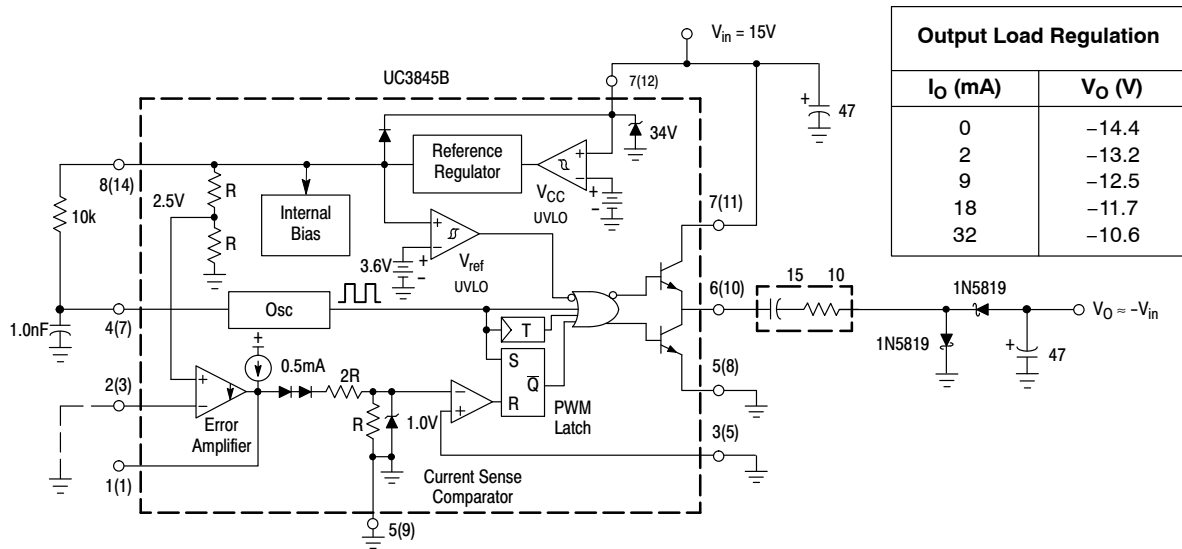 V_in = 15V
UC3845B
7(12)
+
47
Output Load Regulation
I_O (mA) V_O (V)
0 −14.4
2 −13.2
9 −12.5
18 −11.7
32 −10.6
34V
8(14)
R
Reference
Regulator
+
−
+
−
V_CC
UVLO
2.5V
Internal
Bias
7(11)
10k
R
+
−
3.6V
+
−
V_ref
UVLO
15 10
6(10)
1N5819
V_O ≈ −V_in
Osc
4(7)
1.0nF
T
1N5819
+
47
+
0.5mA
S
Q̅
R
5(8)
2(3)
+
−
2R
−
+
PWM
Latch
Error
Amplifier
R
1.0V
3(5)
1(1)
Current Sense
Comparator
5(9)